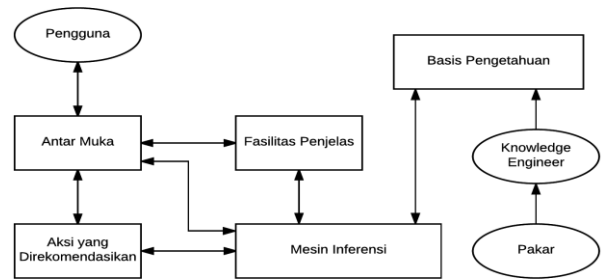 Pengguna
Basis Pengetahuan
Antar Muka
Fasilitas Penjelas
Knowledge
Engineer
Aksi yang
Direkomendasikan
Mesin Inferensi
Pakar